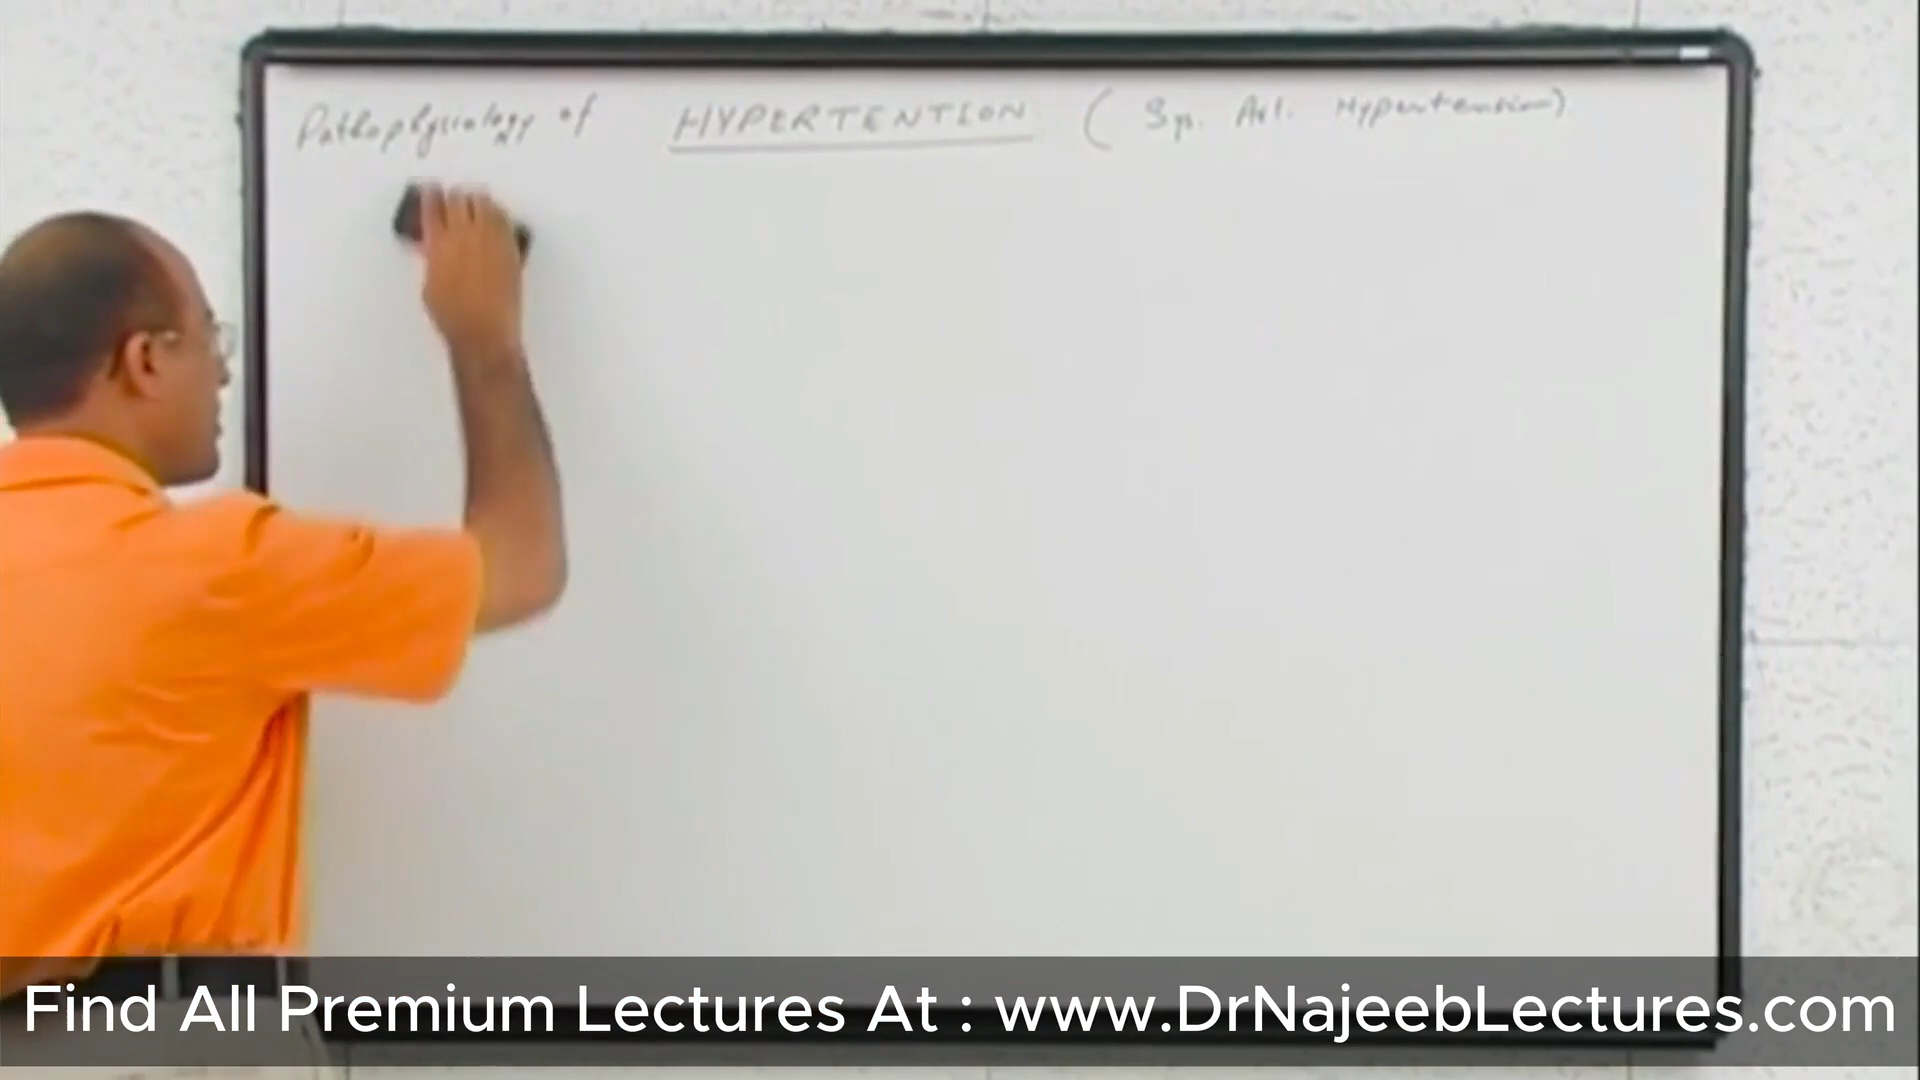 Pathophysiology of HYPERTENTION (Sys. Art. Hypertension).
Find All Premium Lectures At : www.DrNajeebLectures.com